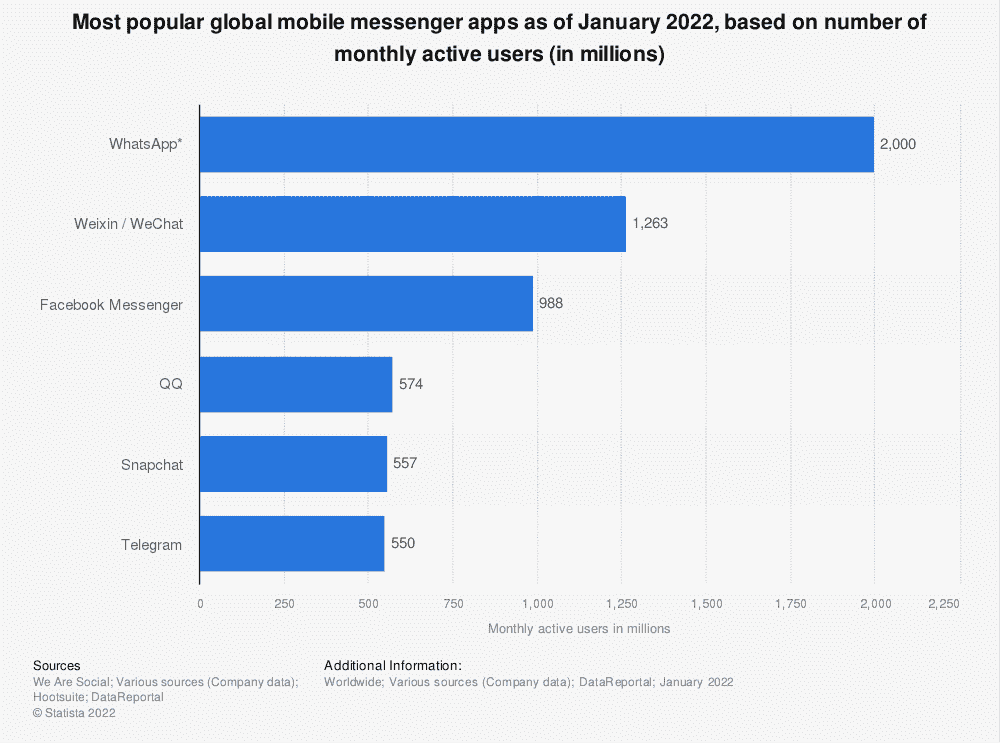 Most popular global mobile messenger apps as of January 2022, based on number of
monthly active users (in millions)
WhatsApp*
2,000
Weixin / WeChat
1,263
Facebook Messenger
988
QQ
574
Snapchat
557
Telegram
550
0 250 500 750 1,000 1,250 1,500 1,750 2,000 2,250
Monthly active users in millions
Sources
We Are Social; Various sources (Company data);
Hootsuite; DataReportal
© Statista 2022
Additional Information:
Worldwide; Various sources (Company data); DataReportal; January 2022